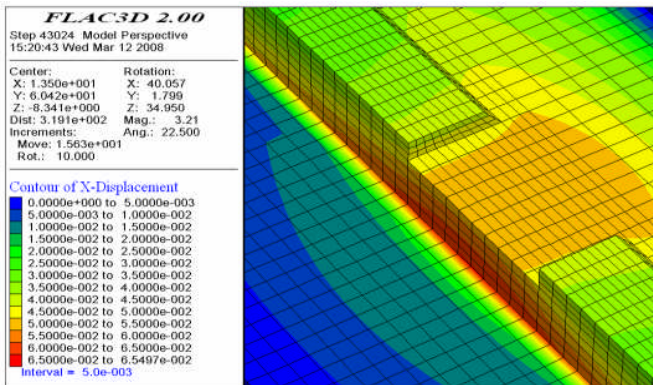 FLAC3D 2.00
Step 43024 Model Perspective
15:20:43 Wed Mar 12 2008
Center: Rotation:
X: 1.350e+001 X: 40.057
Y: 6.042e+001 Y: 1.799
Z: -8.341e+000 Z: 34.950
Dist: 3.191e+002 Mag.: 3.21
Increments: Ang.: 22.500
Move: 1.563e+001
Rot.: 10.000
Contour of X-Displacement
0.0000e+000 to 5.0000e-003
5.0000e-003 to 1.0000e-002
1.0000e-002 to 1.5000e-002
1.5000e-002 to 2.0000e-002
2.0000e-002 to 2.5000e-002
2.5000e-002 to 3.0000e-002
3.0000e-002 to 3.5000e-002
3.5000e-002 to 4.0000e-002
4.0000e-002 to 4.5000e-002
4.5000e-002 to 5.0000e-002
5.0000e-002 to 5.5000e-002
5.5000e-002 to 6.0000e-002
6.0000e-002 to 6.5000e-002
6.5000e-002 to 6.5497e-002
Interval = 5.0e-003